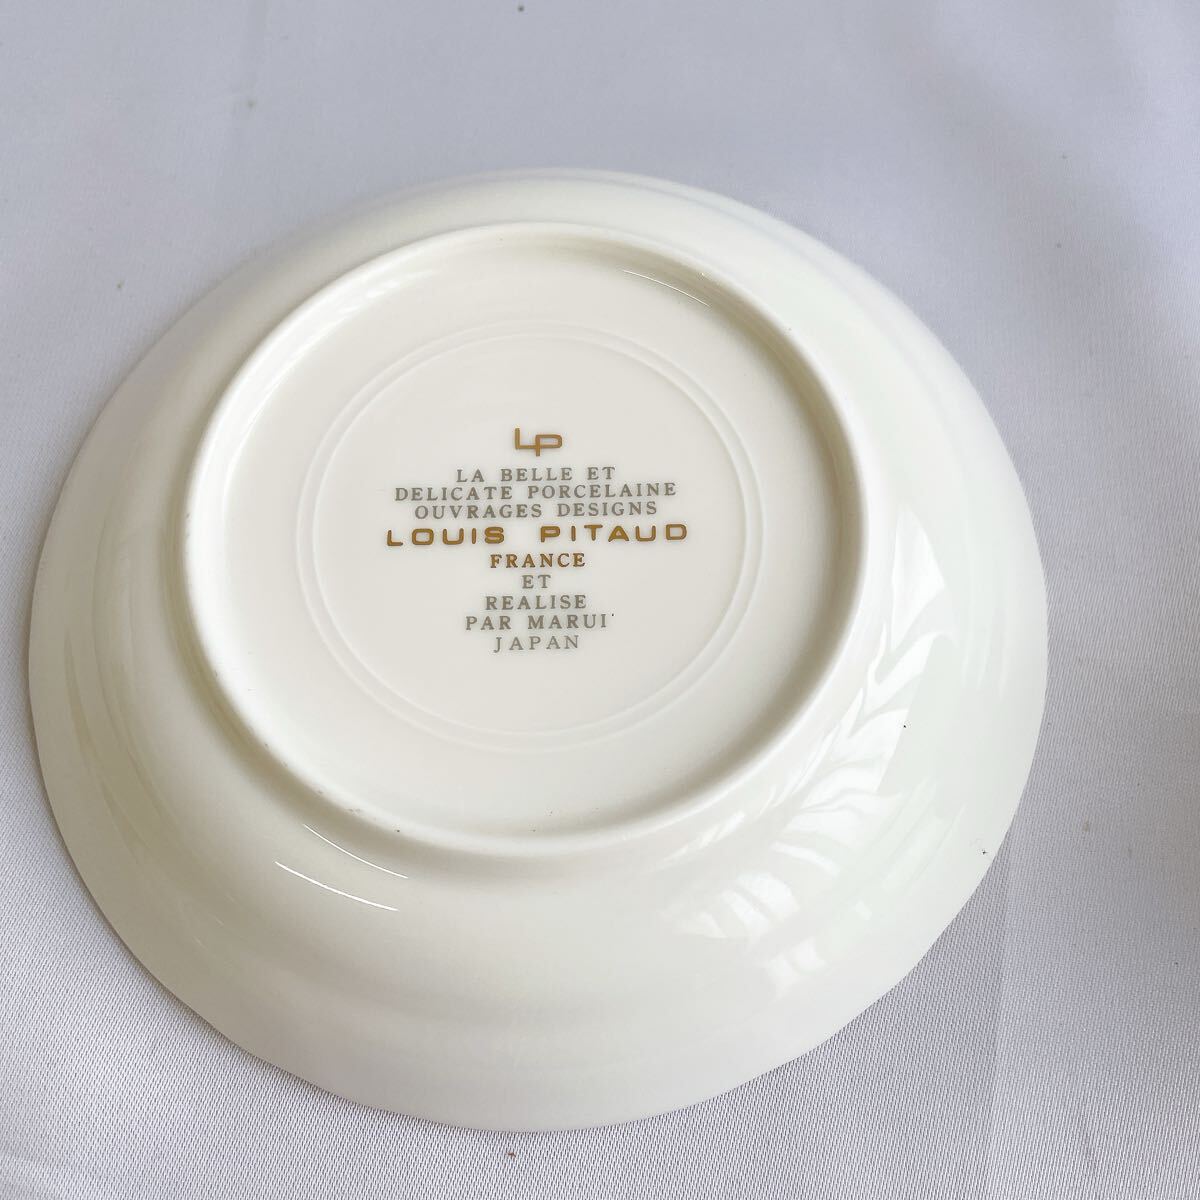 LP
LA BELLE ET
DELICATE PORCELAINE
OUVRAGES DESIGNS
LOUIS PITAUD
FRANCE
ET
REALISE
PAR MARUI
JAPAN